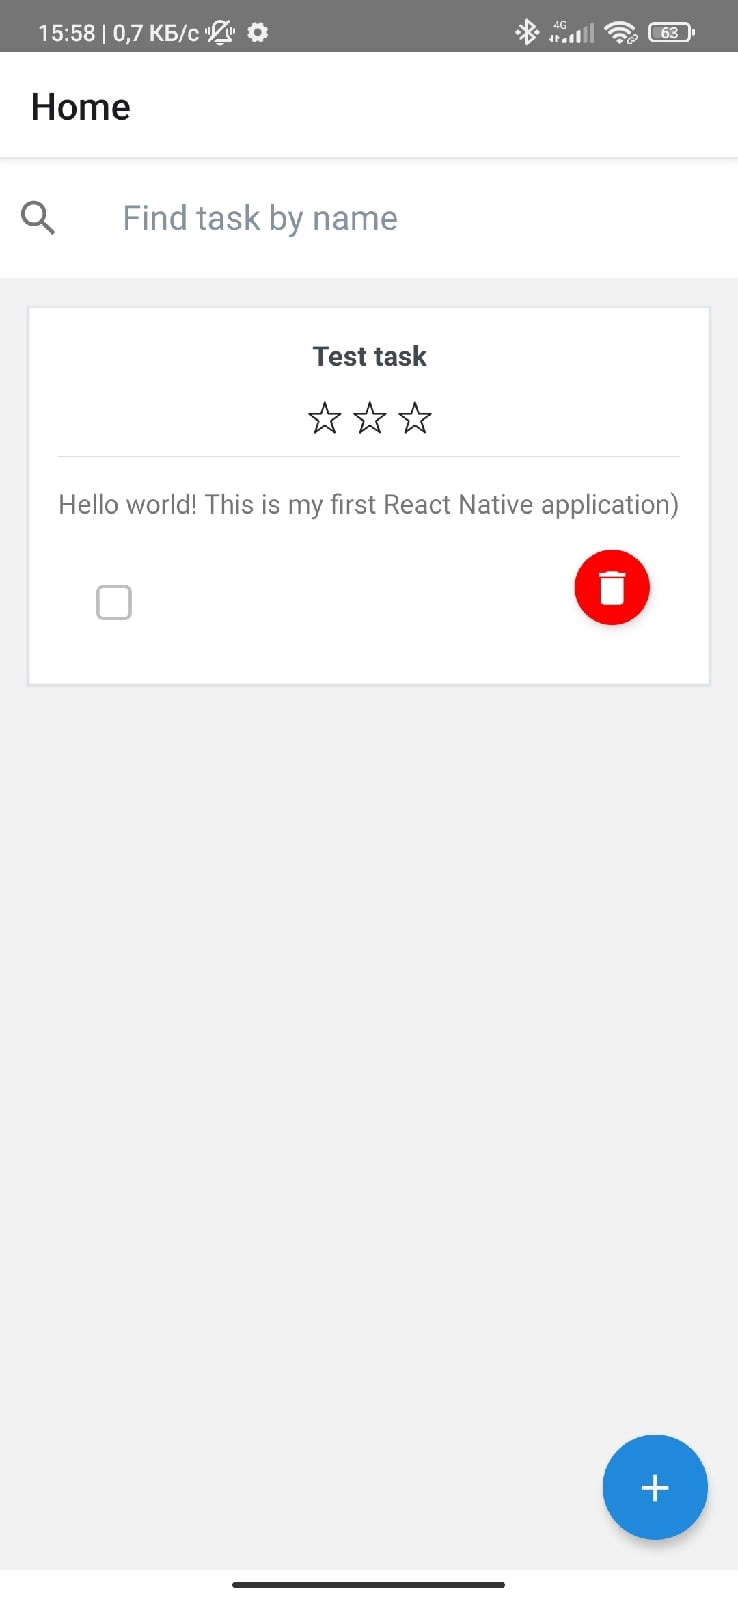 15:58 | 0,7 КБ/с
4G
63
Home
Find task by name
Test task
Hello world! This is my first React Native application)